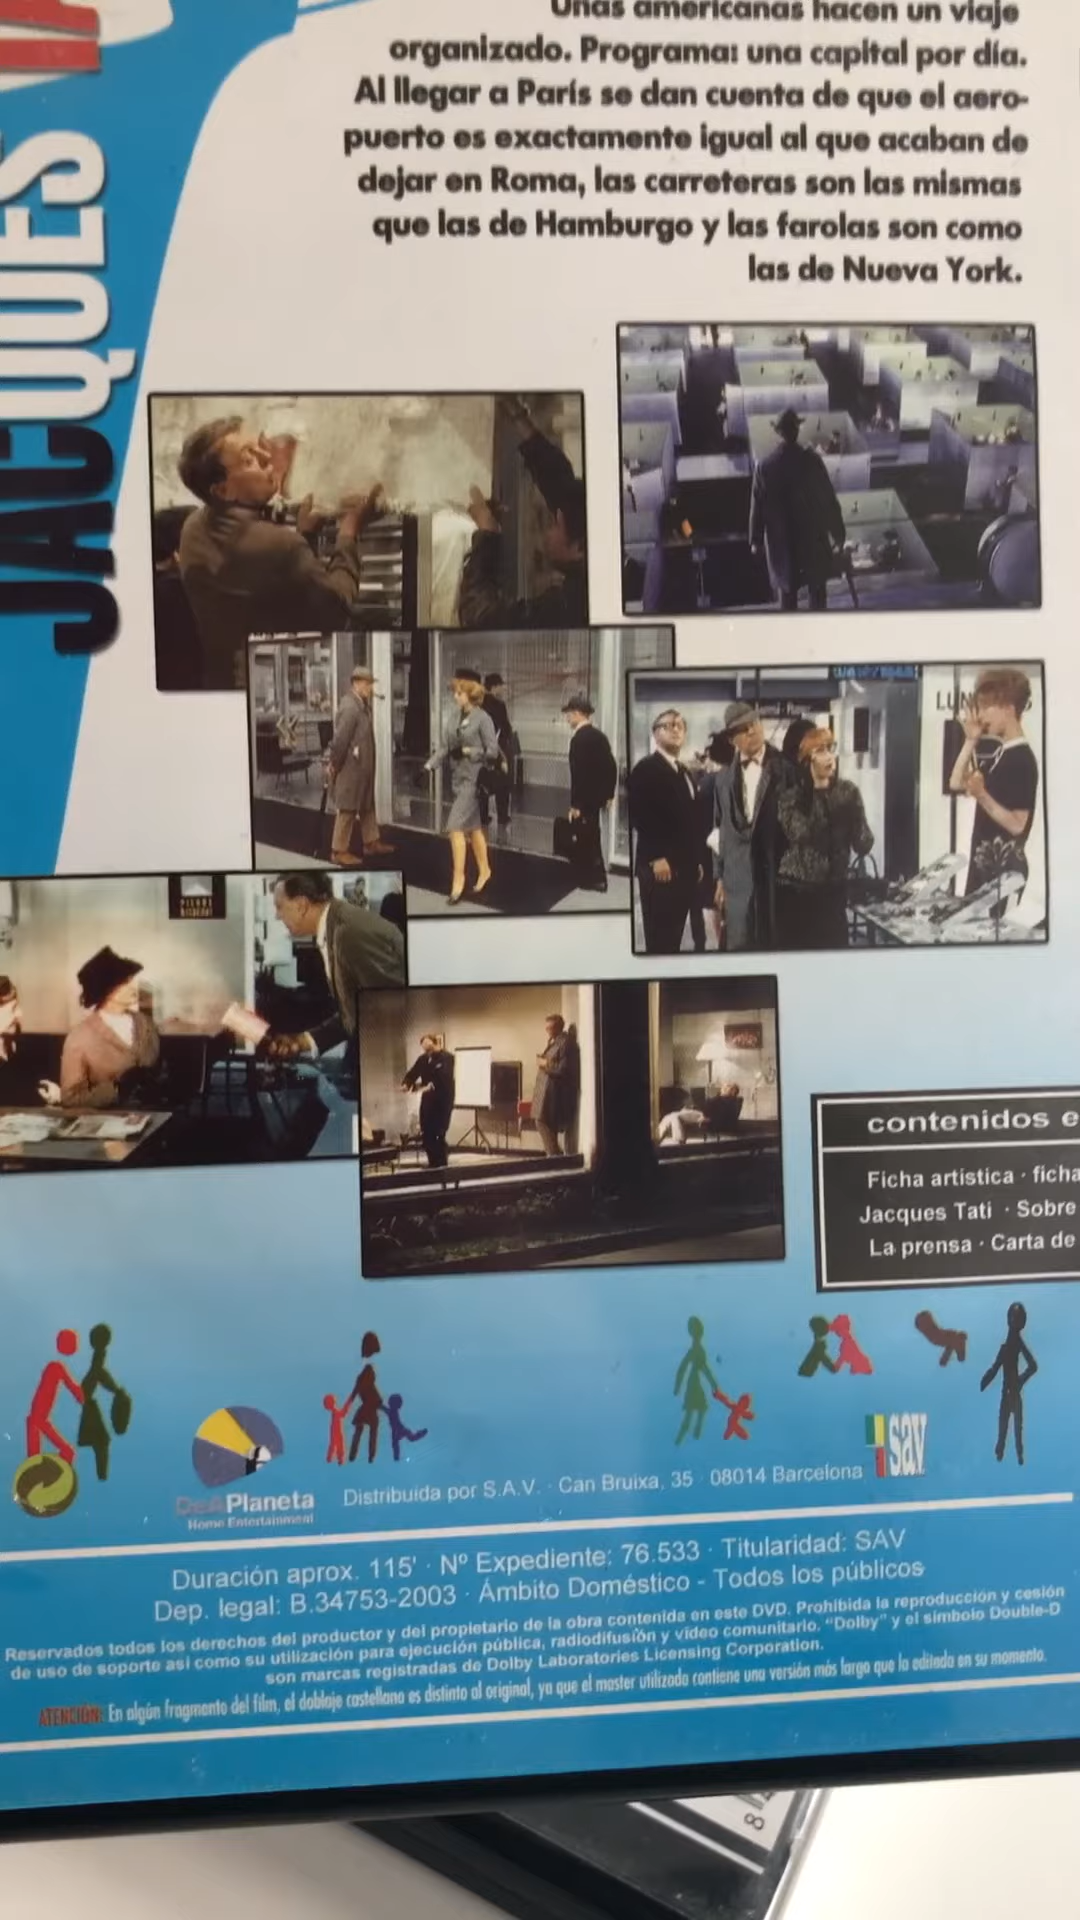 JACQUES
Unas americanas hacen un viaje
organizado. Programa: una capital por día.
Al llegar a París se dan cuenta de que el aero-
puerto es exactamente igual al que acaban de
dejar en Roma, las carreteras son las mismas
que las de Hamburgo y las farolas son como
las de Nueva York.
contenidos e
Ficha artistica · ficha
Jacques Tati · Sobre
La prensa · Carta de
DeAPlaneta
Home Entertainment
Distribuida por S.A.V. · Can Bruixa, 35 · 08014 Barcelona
sav
Duración aprox. 115' · Nº Expediente: 76.533 · Titularidad: SAV
Dep. legal: B.34753-2003 · Ámbito Doméstico - Todos los públicos
Reservados todos los derechos del productor y del propietario de la obra contenida en este DVD. Prohibida la reproducción y cesión
de uso de soporte así como su utilización para ejecución pública, radiodifusión y vídeo comunitario. "Dolby" y el símbolo Double-D
son marcas registradas de Dolby Laboratories Licensing Corporation.
ATENCIÓN: En algún fragmento del film, el doblaje castellano es distinto al original, ya que el master utilizado contiene una versión más larga que la editada en su momento.